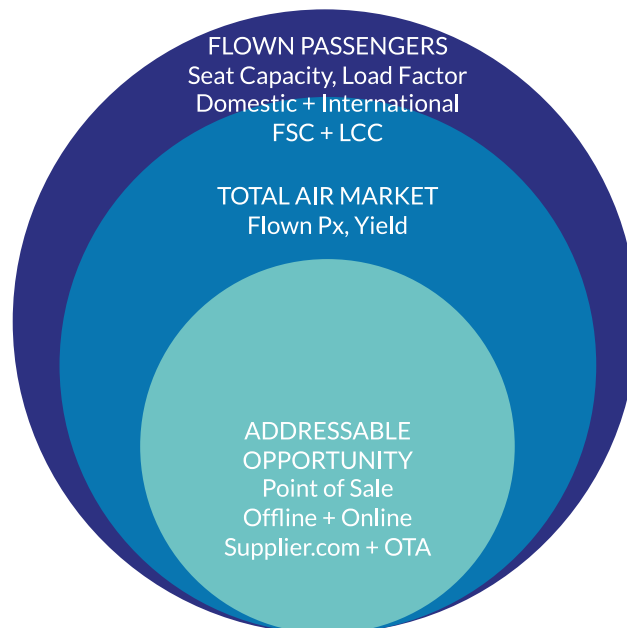 FLOWN PASSENGERS
Seat Capacity, Load Factor
Domestic + International
FSC + LCC
TOTAL AIR MARKET
Flown Px, Yield
ADDRESSABLE
OPPORTUNITY
Point of Sale
Offline + Online
Supplier.com + OTA